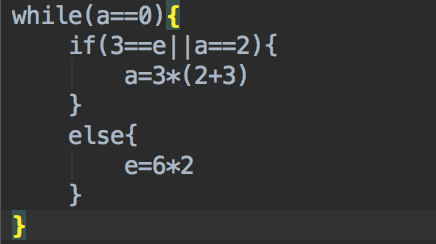 while(a==0){
    if(3==e||a==2){
        a=3*(2+3)
    }
    else{
        e=6*2
    }
}